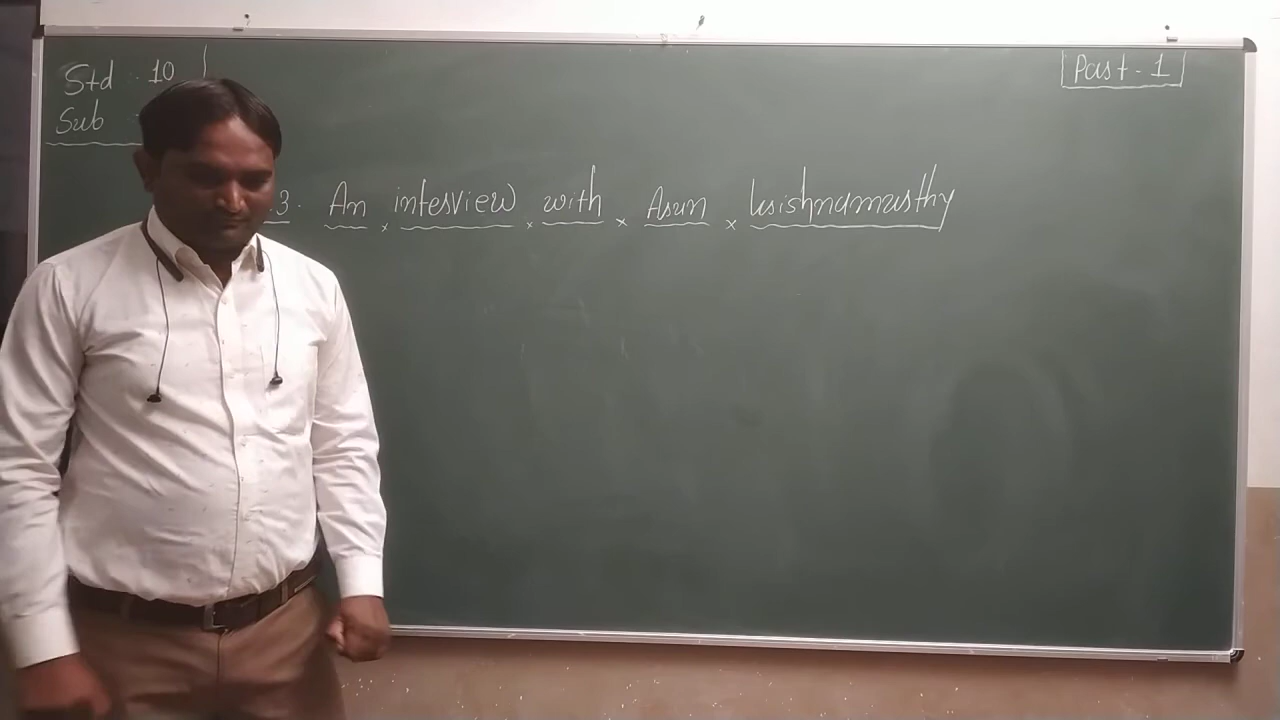 Std - 10
Part - 1
Sub -
.3. An interview with Arun krishnamurthy